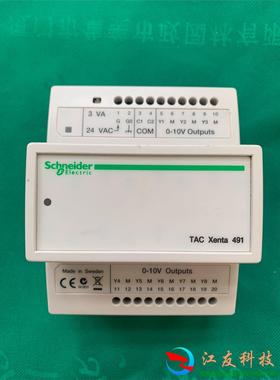 3 VA
1 2 3 4 5 6 7 8 9 10
G G0 C1 C2 Y1 M Y2 M Y3 M
24 VAC COM 0-10V Outputs
Schneider
Electric
TAC Xenta 491
Made in Sweden
0-10V Outputs
CE
Y4 M Y5 M Y6 M Y7 M Y8 M
11 12 13 14 15 16 17 18 19 20
江友科技